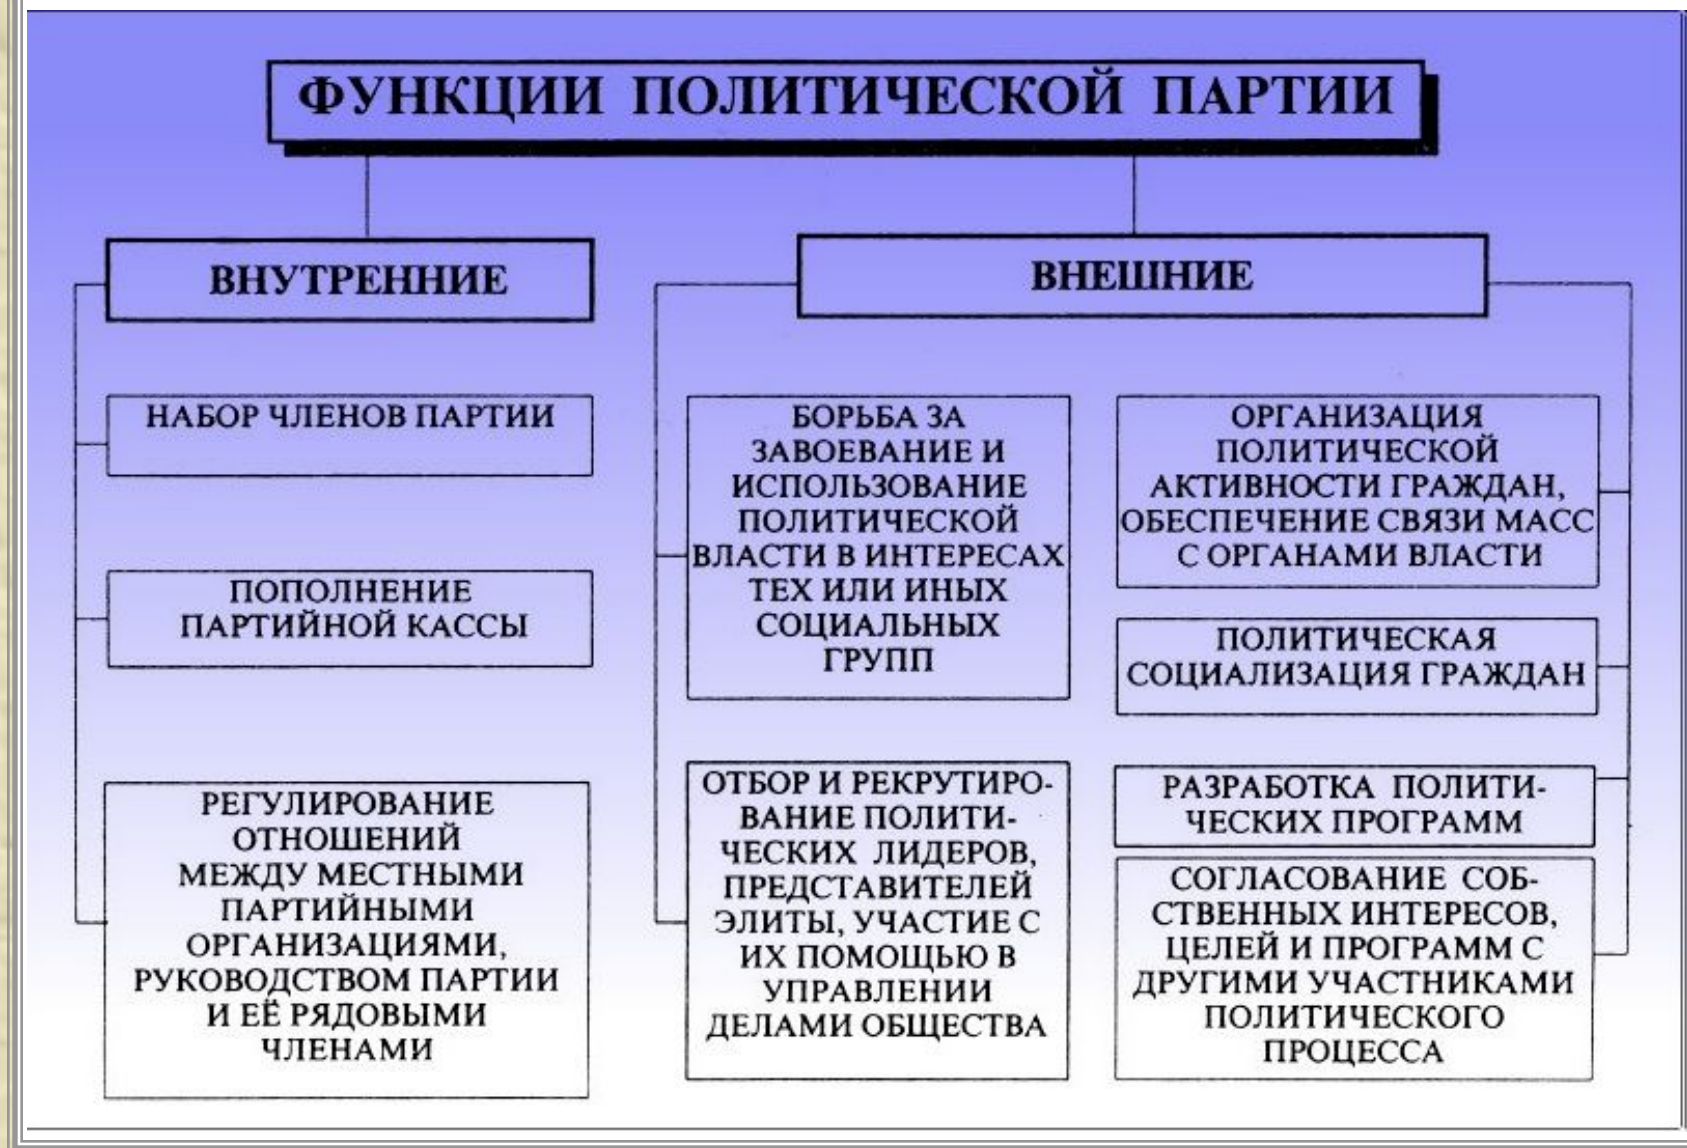 ФУНКЦИИ ПОЛИТИЧЕСКОЙ ПАРТИИ
ВНУТРЕННИЕ
НАБОР ЧЛЕНОВ ПАРТИИ
ПОПОЛНЕНИЕ
ПАРТИЙНОЙ КАССЫ
РЕГУЛИРОВАНИЕ
ОТНОШЕНИЙ
МЕЖДУ МЕСТНЫМИ
ПАРТИЙНЫМИ
ОРГАНИЗАЦИЯМИ,
РУКОВОДСТВОМ ПАРТИИ
И ЕЁ РЯДОВЫМИ
ЧЛЕНАМИ
ВНЕШНИЕ
БОРЬБА ЗА
ЗАВОЕВАНИЕ И
ИСПОЛЬЗОВАНИЕ
ПОЛИТИЧЕСКОЙ
ВЛАСТИ В ИНТЕРЕСАХ
ТЕХ ИЛИ ИНЫХ
СОЦИАЛЬНЫХ
ГРУПП
ОТБОР И РЕКРУТИРО-
ВАНИЕ ПОЛИТИ-
ЧЕСКИХ ЛИДЕРОВ,
ПРЕДСТАВИТЕЛЕЙ
ЭЛИТЫ, УЧАСТИЕ С
ИХ ПОМОЩЬЮ В
УПРАВЛЕНИИ
ДЕЛАМИ ОБЩЕСТВА
ОРГАНИЗАЦИЯ
ПОЛИТИЧЕСКОЙ
АКТИВНОСТИ ГРАЖДАН,
ОБЕСПЕЧЕНИЕ СВЯЗИ МАСС
С ОРГАНАМИ ВЛАСТИ
ПОЛИТИЧЕСКАЯ
СОЦИАЛИЗАЦИЯ ГРАЖДАН
РАЗРАБОТКА ПОЛИТИ-
ЧЕСКИХ ПРОГРАММ
СОГЛАСОВАНИЕ СОБ-
СТВЕННЫХ ИНТЕРЕСОВ,
ЦЕЛЕЙ И ПРОГРАММ С
ДРУГИМИ УЧАСТНИКАМИ
ПОЛИТИЧЕСКОГО
ПРОЦЕССА